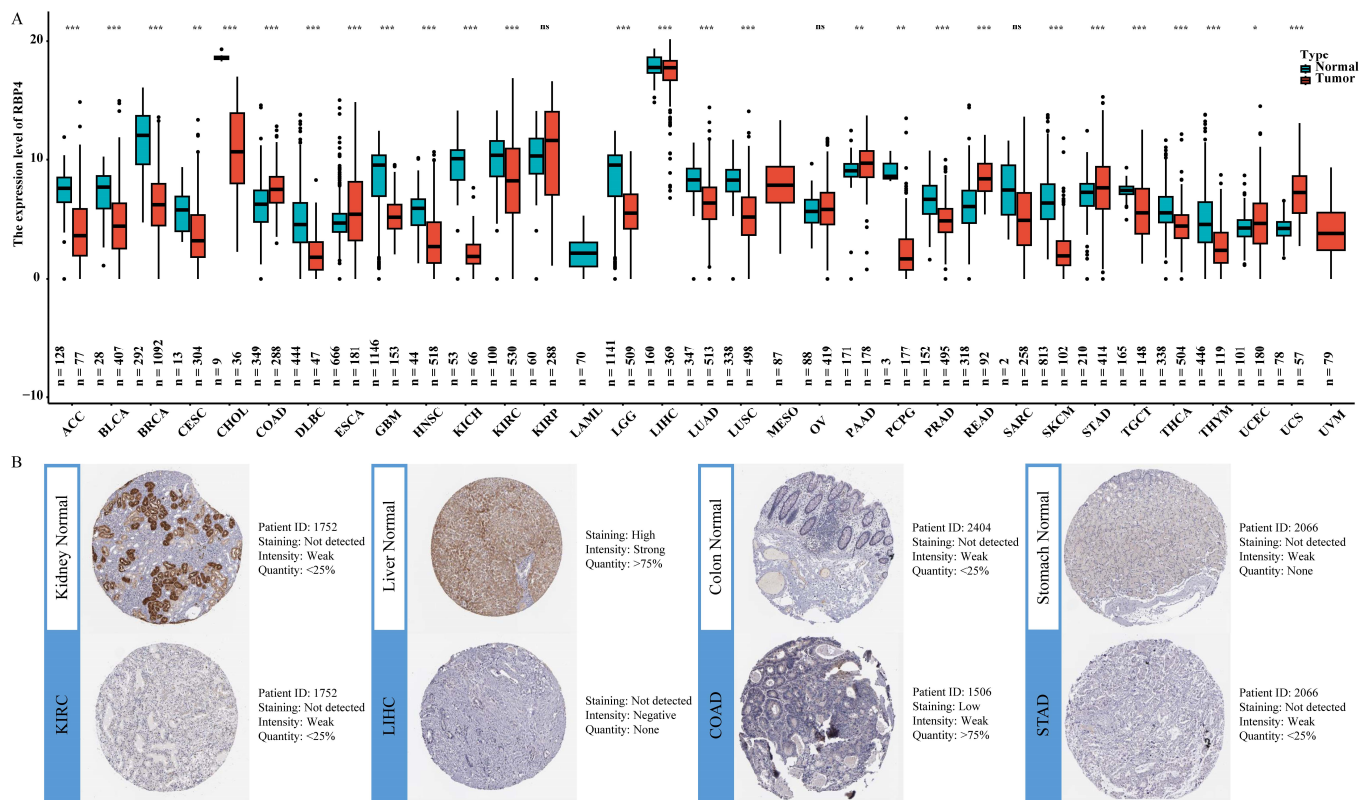 A
*** *** *** ** *** *** *** *** *** *** *** *** ns *** *** *** *** ns ** ** *** *** ns *** *** *** *** *** * ***
The expression level of RBP4
20
10
0
−10
Type
Normal
Tumor
n = 128 n = 77 n = 28 n = 407 n = 292 n = 1092 n = 13 n = 304 n = 9 n = 36 n = 349 n = 288 n = 444 n = 47 n = 666 n = 181 n = 1146 n = 153 n = 44 n = 518 n = 53 n = 66 n = 100 n = 530 n = 60 n = 288 n = 70 n = 1141 n = 509 n = 160 n = 369 n = 347 n = 513 n = 338 n = 498 n = 87 n = 88 n = 419 n = 171 n = 178 n = 3 n = 177 n = 152 n = 495 n = 318 n = 92 n = 2 n = 258 n = 813 n = 102 n = 210 n = 414 n = 165 n = 148 n = 338 n = 504 n = 446 n = 119 n = 101 n = 180 n = 78 n = 57 n = 79
ACC BLCA BRCA CESC CHOL COAD DLBC ESCA GBM HNSC KICH KIRC KIRP LAML LGG LIHC LUAD LUSC MESO OV PAAD PCPG PRAD READ SARC SKCM STAD TGCT THCA THYM UCEC UCS UVM
B
Kidney Normal
Patient ID: 1752
Staining: Not detected
Intensity: Weak
Quantity: <25%
Liver Normal
Staining: High
Intensity: Strong
Quantity: >75%
Colon Normal
Patient ID: 2404
Staining: Not detected
Intensity: Weak
Quantity: <25%
Stomach Normal
Patient ID: 2066
Staining: Not detected
Intensity: Weak
Quantity: None
KIRC
Patient ID: 1752
Staining: Not detected
Intensity: Weak
Quantity: <25%
LIHC
Staining: Not detected
Intensity: Negative
Quantity: None
COAD
Patient ID: 1506
Staining: Low
Intensity: Weak
Quantity: >75%
STAD
Patient ID: 2066
Staining: Not detected
Intensity: Weak
Quantity: <25%